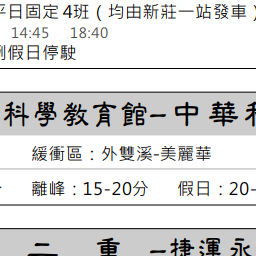 平日固定4班（均由新莊一站發車）
14:45 18:40
例假日停駛
科學教育館－中華科
緩衝區：外雙溪-美麗華
離峰：15-20分 假日：20-
二 重 －捷運永